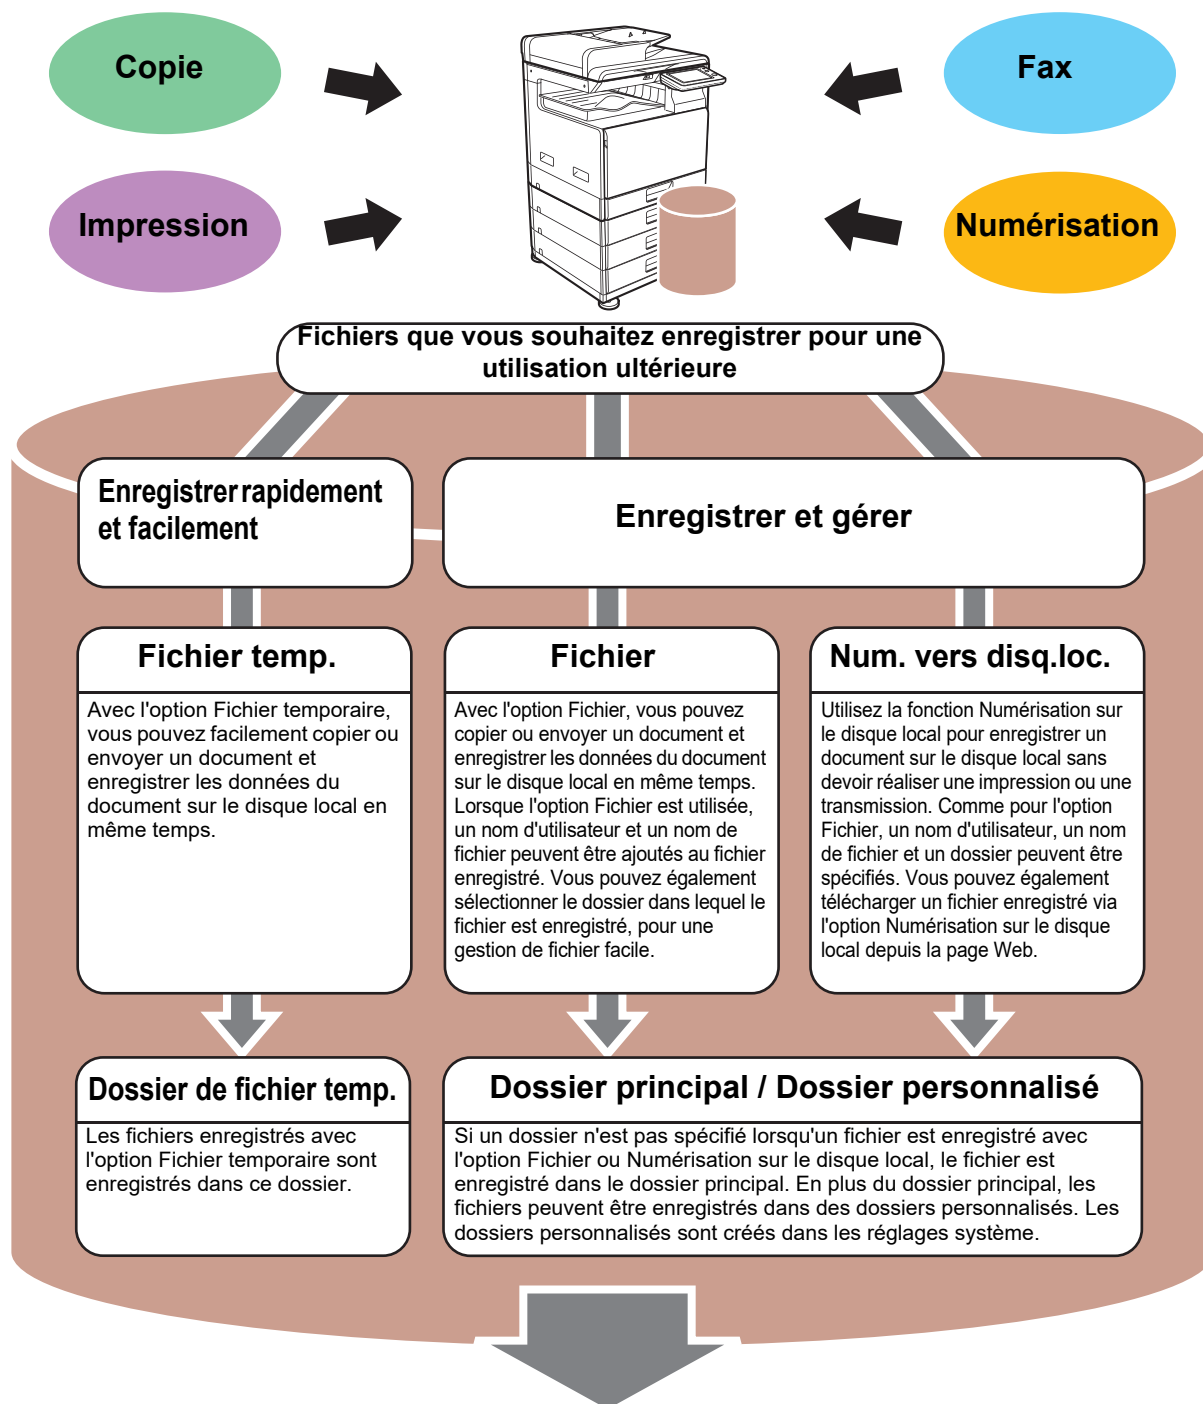 Copie
Fax
Impression
Numérisation
Fichiers que vous souhaitez enregistrer pour une
utilisation ultérieure
Enregistrer rapidement
et facilement
Enregistrer et gérer
Fichier temp.
Avec l'option Fichier temporaire,
vous pouvez facilement copier ou
envoyer un document et
enregistrer les données du
document sur le disque local en
même temps.
Fichier
Avec l'option Fichier, vous pouvez
copier ou envoyer un document et
enregistrer les données du document
sur le disque local en même temps.
Lorsque l'option Fichier est utilisée,
un nom d'utilisateur et un nom de
fichier peuvent être ajoutés au fichier
enregistré. Vous pouvez également
sélectionner le dossier dans lequel le
fichier est enregistré, pour une
gestion de fichier facile.
Num. vers disq.loc.
Utilisez la fonction Numérisation sur
le disque local pour enregistrer un
document sur le disque local sans
devoir réaliser une impression ou une
transmission. Comme pour l'option
Fichier, un nom d'utilisateur, un nom
de fichier et un dossier peuvent être
spécifiés. Vous pouvez également
télécharger un fichier enregistré via
l'option Numérisation sur le disque
local depuis la page Web.
Dossier de fichier temp.
Les fichiers enregistrés avec
l'option Fichier temporaire sont
enregistrés dans ce dossier.
Dossier principal / Dossier personnalisé
Si un dossier n'est pas spécifié lorsqu'un fichier est enregistré avec
l'option Fichier ou Numérisation sur le disque local, le fichier est
enregistré dans le dossier principal. En plus du dossier principal, les
fichiers peuvent être enregistrés dans des dossiers personnalisés. Les
dossiers personnalisés sont créés dans les réglages système.